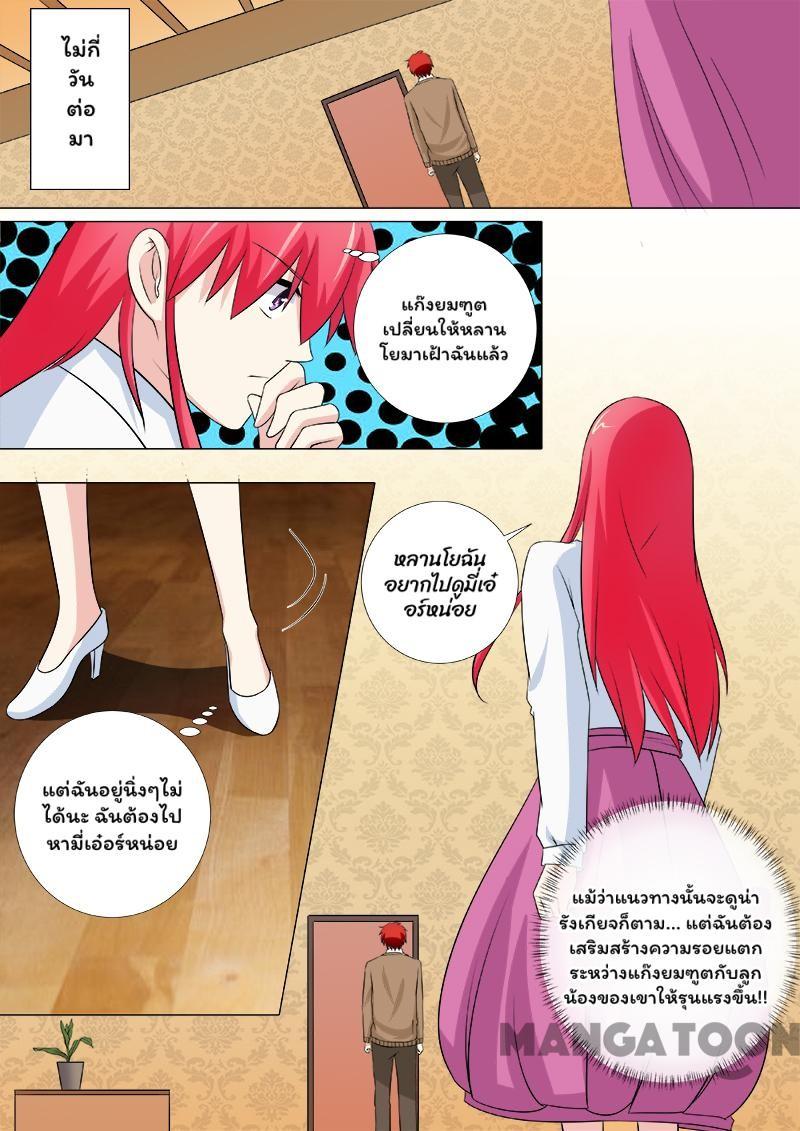 ไม่กี่
วัน
ต่อ
มา
แก๊งยมฑูต
เปลี่ยนให้หลาน
โยมาเฝ้าฉันแล้ว
หลานโยฉัน
อยากไปดูมี่เอ๋
อร์หน่อย
แต่ฉันอยู่นิ่งๆไม่
ได้นะ ฉันต้องไป
หามี่เอ๋อร์หน่อย
แม้ว่าแนวทางนั้นจะดูน่า
รังเกียจก็ตาม... แต่ฉันต้อง
เสริมสร้างความรอยแตก
ระหว่างแก๊งยมฑูตกับลูก
น้องของเขาให้รุนแรงขึ้น!!
MANGATOON